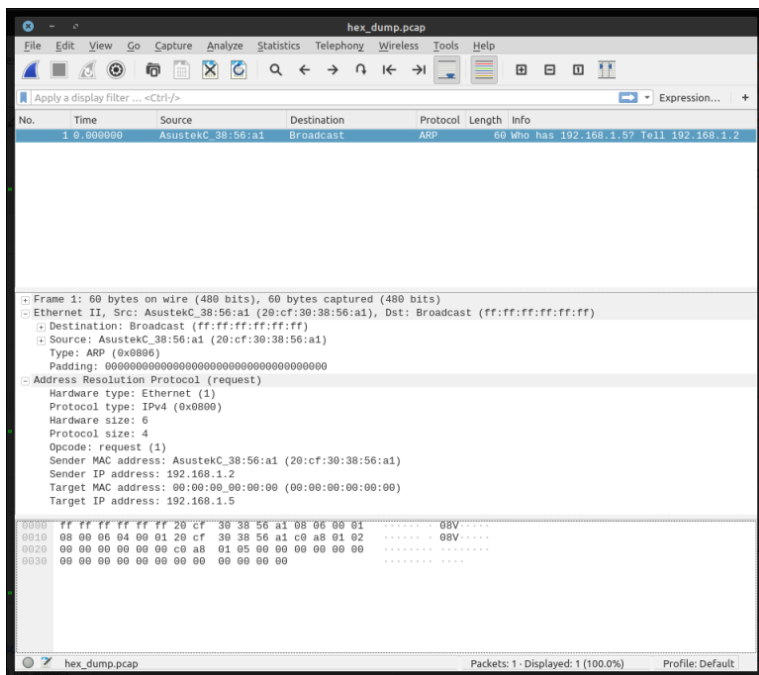 hex_dump.pcap
File Edit View Go Capture Analyze Statistics Telephony Wireless Tools Help
Apply a display filter ... <Ctrl-/> Expression... +
No. Time Source Destination Protocol Length Info
1 0.000000 AsustekC_38:56:a1 Broadcast ARP 60 Who has 192.168.1.5? Tell 192.168.1.2
Frame 1: 60 bytes on wire (480 bits), 60 bytes captured (480 bits)
Ethernet II, Src: AsustekC_38:56:a1 (20:cf:30:38:56:a1), Dst: Broadcast (ff:ff:ff:ff:ff:ff)
Destination: Broadcast (ff:ff:ff:ff:ff:ff)
Source: AsustekC_38:56:a1 (20:cf:30:38:56:a1)
Type: ARP (0x0806)
Padding: 000000000000000000000000000000000000
Address Resolution Protocol (request)
Hardware type: Ethernet (1)
Protocol type: IPv4 (0x0800)
Hardware size: 6
Protocol size: 4
Opcode: request (1)
Sender MAC address: AsustekC_38:56:a1 (20:cf:30:38:56:a1)
Sender IP address: 192.168.1.2
Target MAC address: 00:00:00_00:00:00 (00:00:00:00:00:00)
Target IP address: 192.168.1.5
0000 ff ff ff ff ff ff 20 cf 30 38 56 a1 08 06 00 01 ······ · 08V·····
0010 08 00 06 04 00 01 20 cf 30 38 56 a1 c0 a8 01 02 ······ · 08V·····
0020 00 00 00 00 00 00 c0 a8 01 05 00 00 00 00 00 00 ········ ········
0030 00 00 00 00 00 00 00 00 00 00 00 00 ········ ····
hex_dump.pcap Packets: 1 · Displayed: 1 (100.0%) Profile: Default